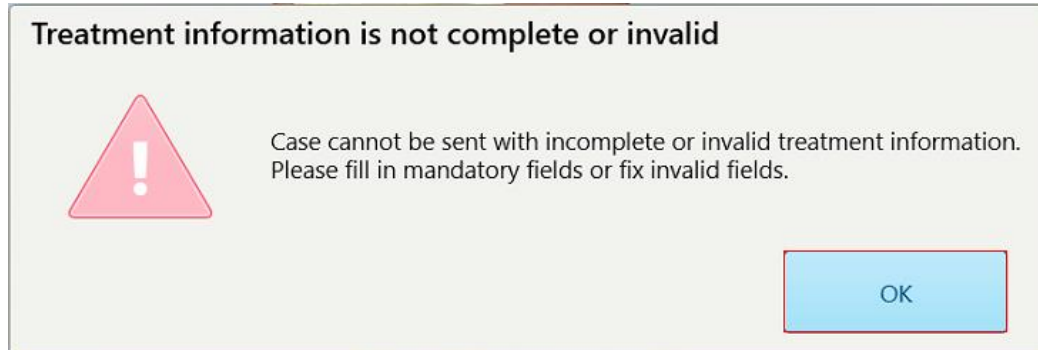 Treatment information is not complete or invalid
Case cannot be sent with incomplete or invalid treatment information.
Please fill in mandatory fields or fix invalid fields.
OK